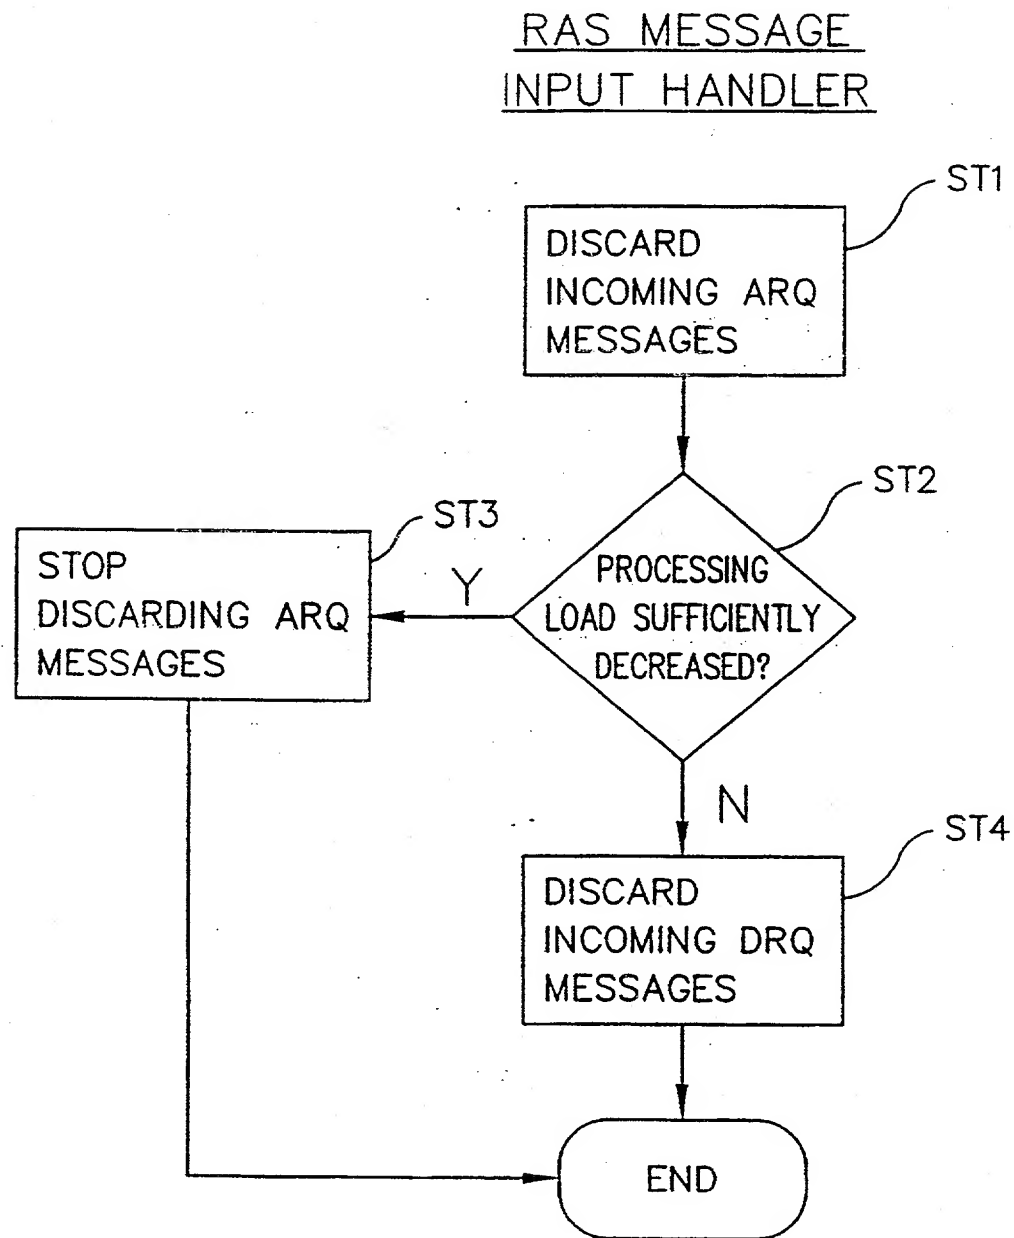 RAS MESSAGE
INPUT HANDLER
ST1
DISCARD
INCOMING ARQ
MESSAGES
ST2
PROCESSING
LOAD SUFFICIENTLY
DECREASED?
ST3
STOP
DISCARDING ARQ
MESSAGES
Y
N
ST4
DISCARD
INCOMING DRQ
MESSAGES
END